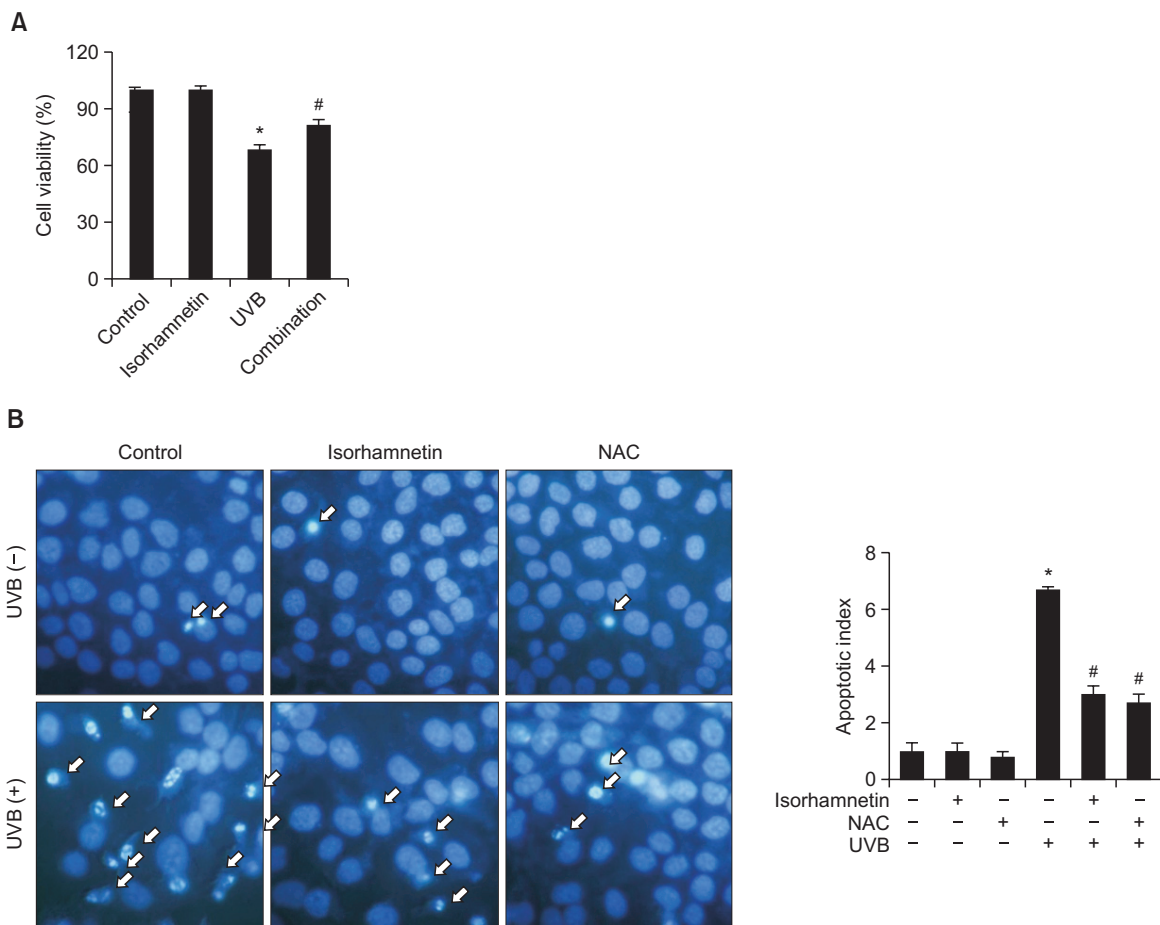 A
120
90
60
30
0
Cell viability (%)
*
#
Control
Isorhamnetin
UVB
Combination
B
Control Isorhamnetin NAC
UVB (−)
UVB (+)
8
6
4
2
0
Apoptotic index
*
#
#
Isorhamnetin − + − − + −
NAC − − + − − +
UVB − − − + + +